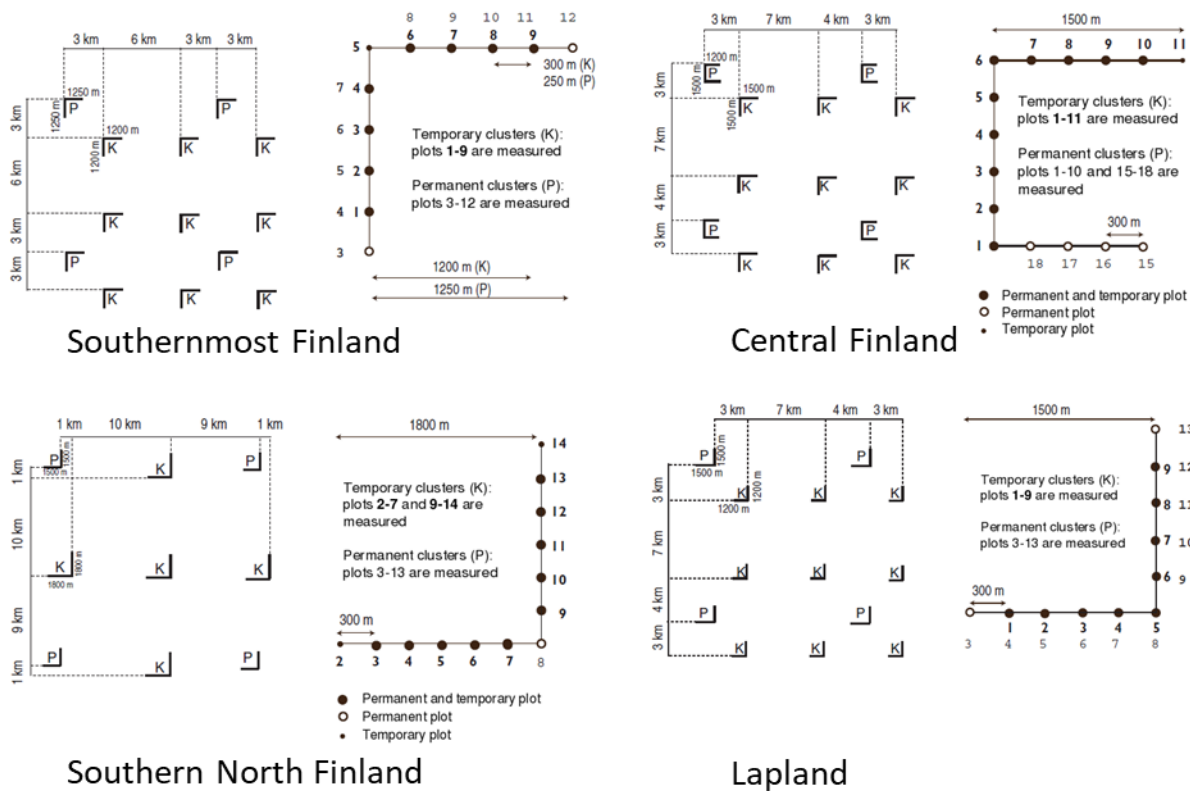 3 km 6 km 3 km 3 km
3 km
6 km
3 km
3 km
1250 m
1250 m
P
P
1200 m
1200 m
K
K
K
K
K
K
P
P
K
K
K
8 9 10 11 12
5 6 7 8 9
300 m (K)
250 m (P)
7 4
6 3
5 2
4 1
3
Temporary clusters (K):
plots 1-9 are measured
Permanent clusters (P):
plots 3-12 are
measured
1200 m (K)
1250 m (P)
Southernmost Finland
3 km 7 km 4 km 3 km
3 km
7 km
4 km
3 km
1200 m
1500 m
P
P
1500 m
1500 m
K
K
K
K
K
K
P
P
K
K
K
1500 m
6 7 8 9 10 11
5
4
3
2
1
Temporary clusters (K):
plots 1-11 are
measured
Permanent clusters (P):
plots 1-10 and 15-18 are
measured
300 m
18 17 16 15
Permanent and temporary plot
Permanent plot
Temporary plot
Central Finland
1 km 10 km 9 km 1 km
1 km
10 km
9 km
1 km
P
1500 m
1500 m
K
P
K
1800 m
1800 m
K
K
P
K
P
1800 m
14
13
12
11
10
9
Temporary clusters (K):
plots 2-7 and 9-14 are
measured
Permanent clusters (P):
plots 3-13 are measured
300 m
2 3 4 5 6 7 8
Permanent and temporary plot
Permanent plot
Temporary plot
Southern North Finland
3 km 7 km 4 km 3 km
3 km
7 km
4 km
3 km
P
1500 m
1500 m
P
K
1200 m
1200 m
K
K
K
K
K
P
P
K
K
K
1500 m
13
9 12
8 11
7 10
6 9
Temporary clusters (K):
plots 1-9 are measured
Permanent clusters (P):
plots 3-13 are measured
300 m
1 2 3 4 5
3 4 5 6 7 8
Lapland